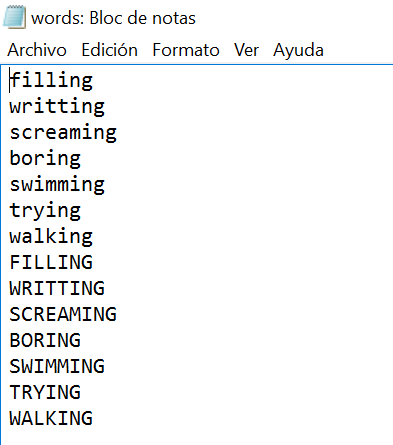 words: Bloc de notas
Archivo Edición Formato Ver Ayuda
filling
writting
screaming
boring
swimming
trying
walking
FILLING
WRITTING
SCREAMING
BORING
SWIMMING
TRYING
WALKING